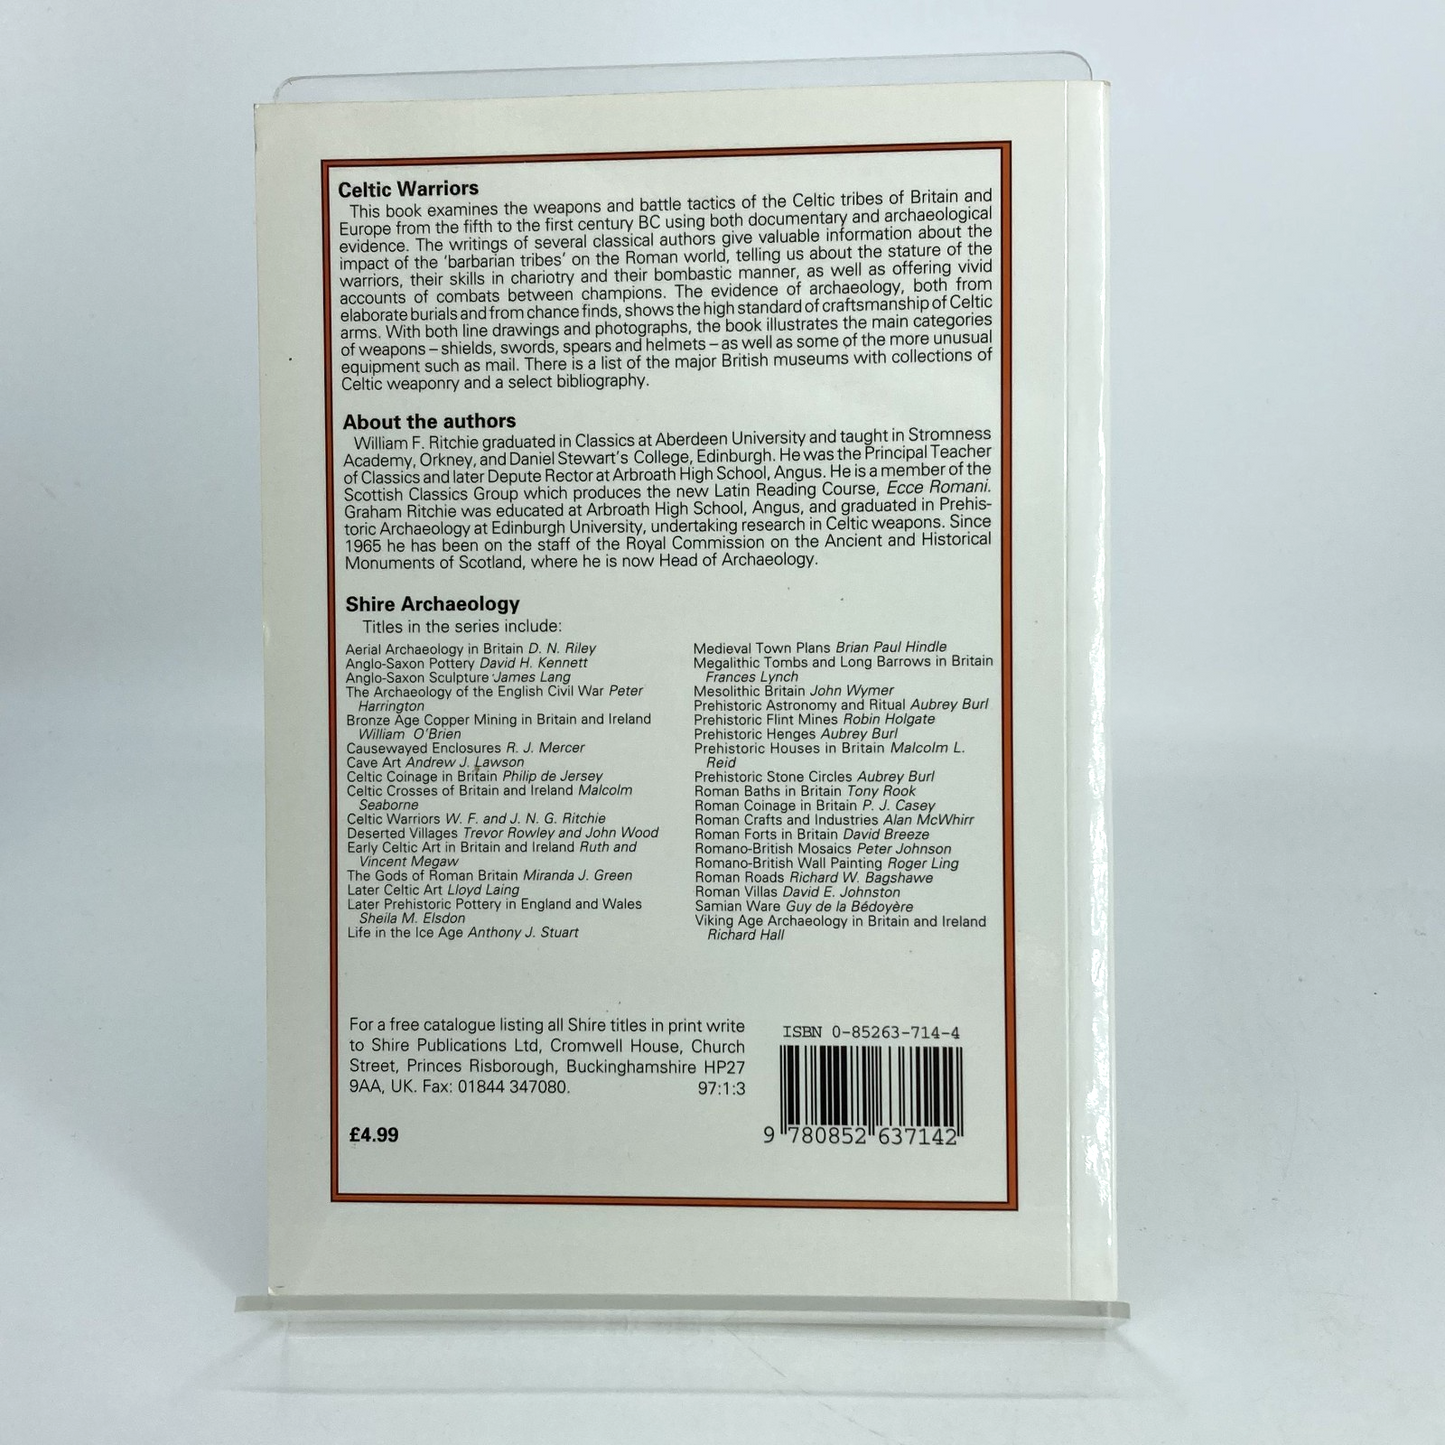 Celtic Warriors
This book examines the weapons and battle tactics of the Celtic tribes of Britain and
Europe from the fifth to the first century BC using both documentary and archaeological
evidence. The writings of several classical authors give valuable information about the
impact of the 'barbarian tribes' on the Roman world, telling us about the stature of the
warriors, their skills in chariotry and their bombastic manner, as well as offering vivid
accounts of combats between champions. The evidence of archaeology, both from
elaborate burials and from chance finds, shows the high standard of craftsmanship of Celtic
arms. With both line drawings and photographs, the book illustrates the main categories
of weapons – shields, swords, spears and helmets – as well as some of the more unusual
equipment such as mail. There is a list of the major British museums with collections of
Celtic weaponry and a select bibliography.
About the authors
William F. Ritchie graduated in Classics at Aberdeen University and taught in Stromness
Academy, Orkney, and Daniel Stewart's College, Edinburgh. He was the Principal Teacher
of Classics and later Depute Rector at Arbroath High School, Angus. He is a member of the
Scottish Classics Group which produces the new Latin Reading Course, Ecce Romani.
Graham Ritchie was educated at Arbroath High School, Angus, and graduated in Prehis-
toric Archaeology at Edinburgh University, undertaking research in Celtic weapons. Since
1965 he has been on the staff of the Royal Commission on the Ancient and Historical
Monuments of Scotland, where he is now Head of Archaeology.
Shire Archaeology
Titles in the series include:
Aerial Archaeology in Britain D. N. Riley
Anglo-Saxon Pottery David H. Kennett
Anglo-Saxon Sculpture James Lang
The Archaeology of the English Civil War Peter
Harrington
Bronze Age Copper Mining in Britain and Ireland
William O'Brien
Causewayed Enclosures R. J. Mercer
Cave Art Andrew J. Lawson
Celtic Coinage in Britain Philip de Jersey
Celtic Crosses of Britain and Ireland Malcolm
Seaborne
Celtic Warriors W. F. and J. N. G. Ritchie
Deserted Villages Trevor Rowley and John Wood
Early Celtic Art in Britain and Ireland Ruth and
Vincent Megaw
The Gods of Roman Britain Miranda J. Green
Later Celtic Art Lloyd Laing
Later Prehistoric Pottery in England and Wales
Sheila M. Elsdon
Life in the Ice Age Anthony J. Stuart
Medieval Town Plans Brian Paul Hindle
Megalithic Tombs and Long Barrows in Britain
Frances Lynch
Mesolithic Britain John Wymer
Prehistoric Astronomy and Ritual Aubrey Burl
Prehistoric Flint Mines Robin Holgate
Prehistoric Henges Aubrey Burl
Prehistoric Houses in Britain Malcolm L.
Reid
Prehistoric Stone Circles Aubrey Burl
Roman Baths in Britain Tony Rook
Roman Coinage in Britain P. J. Casey
Roman Crafts and Industries Alan McWhirr
Roman Forts in Britain David Breeze
Romano-British Mosaics Peter Johnson
Romano-British Wall Painting Roger Ling
Roman Roads Richard W. Bagshawe
Roman Villas David E. Johnston
Samian Ware Guy de la Bédoyère
Viking Age Archaeology in Britain and Ireland
Richard Hall
For a free catalogue listing all Shire titles in print write
to Shire Publications Ltd, Cromwell House, Church
Street, Princes Risborough, Buckinghamshire HP27
9AA, UK. Fax: 01844 347080. 97:1:3
£4.99
ISBN 0-85263-714-4
9 780852 637142